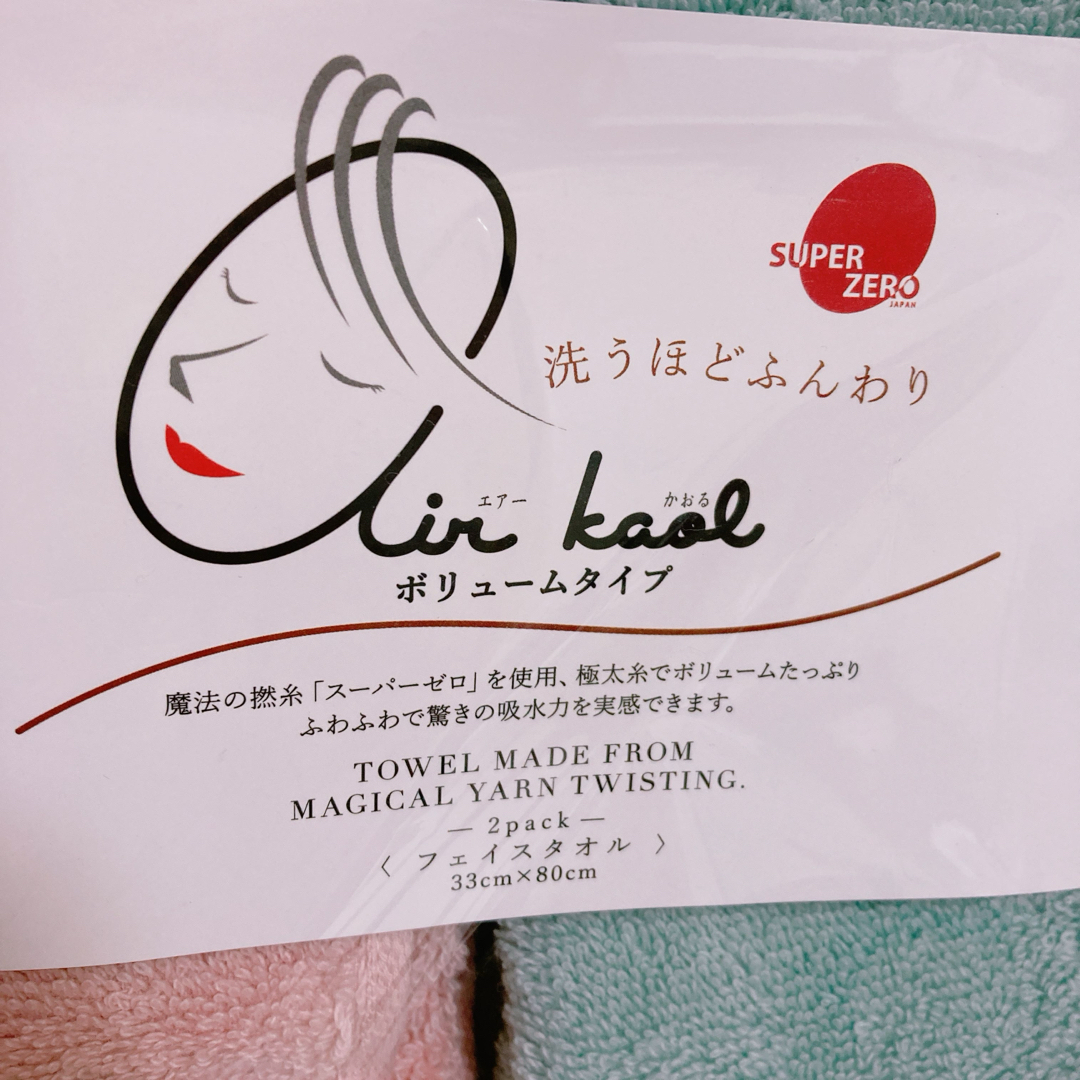 SUPER
ZERO
JAPAN
洗うほどふんわり
エアー かおる
air kaol
ボリュームタイプ
魔法の撚糸「スーパーゼロ」を使用、極太糸でボリュームたっぷり
ふわふわで驚きの吸水力を実感できます。
TOWEL MADE FROM
MAGICAL YARN TWISTING.
— 2pack —
〈 フェイスタオル 〉
33cm×80cm